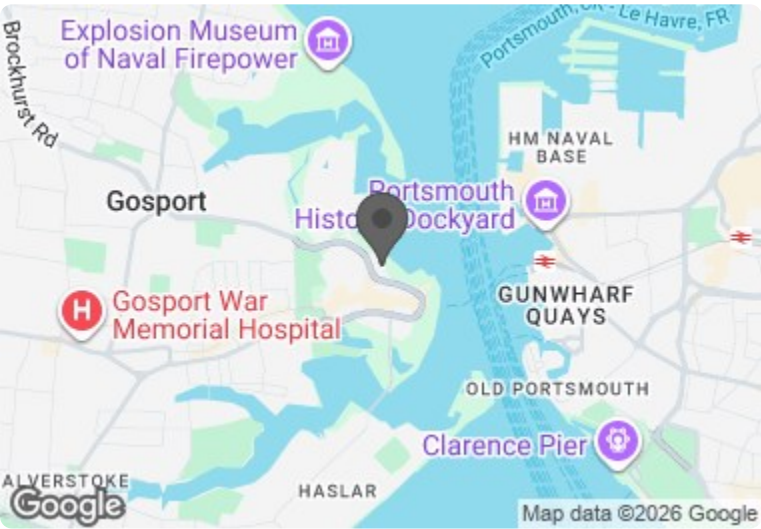 Explosion Museum
of Naval Firepower
Portsmouth, UK - Le Havre, FR
Brockhurst Rd
HM NAVAL
BASE
Gosport
Portsmouth
Historic Dockyard
H
Gosport War
Memorial Hospital
GUNWHARF
QUAYS
OLD PORTSMOUTH
Clarence Pier
ALVERSTOKE
HASLAR
Google
Map data ©2026 Google